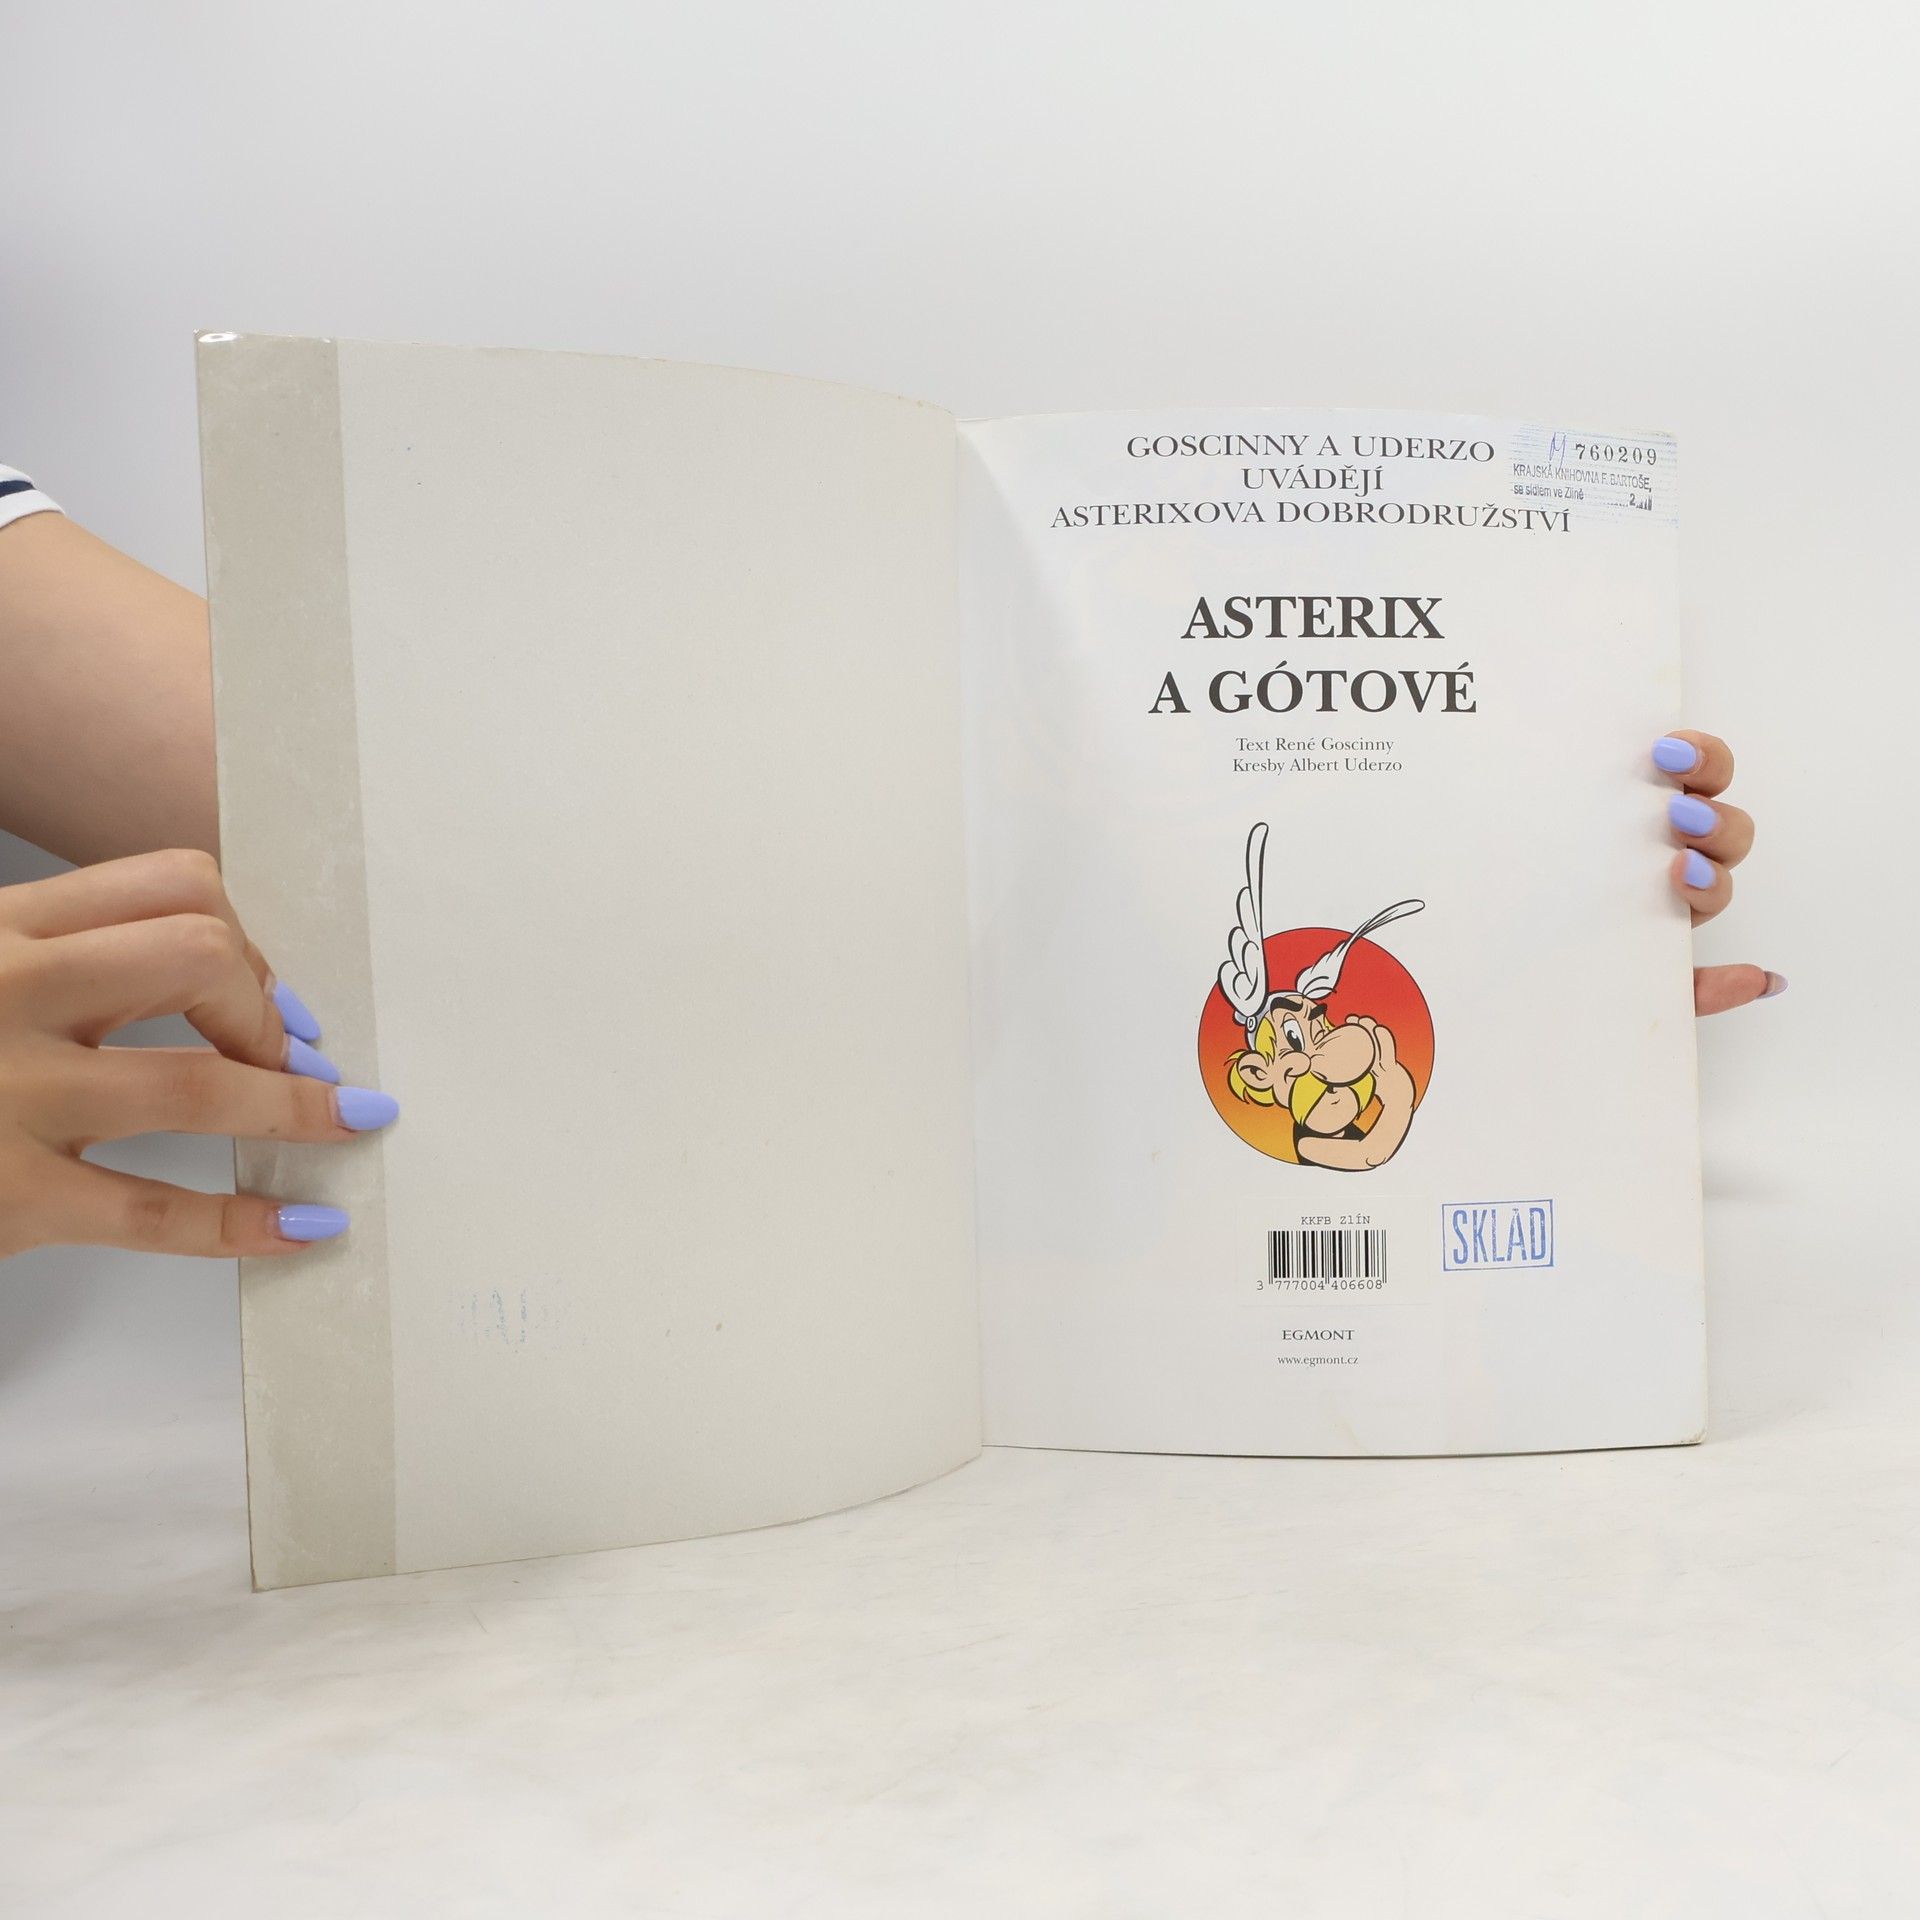 GOSCINNY A UDERZO
UVÁDĚJÍ
ASTERIXOVA DOBRODRUŽSTVÍ
M 760209
KRAJSKÁ KNIHOVNA F. BARTOŠE,
se sídlem ve Zlíně
ASTERIX
A GÓTOVÉ
Text René Goscinny
Kresby Albert Uderzo
KKFB ZlÍN
3 777004 406608
SKLAD
EGMONT
www.egmont.cz